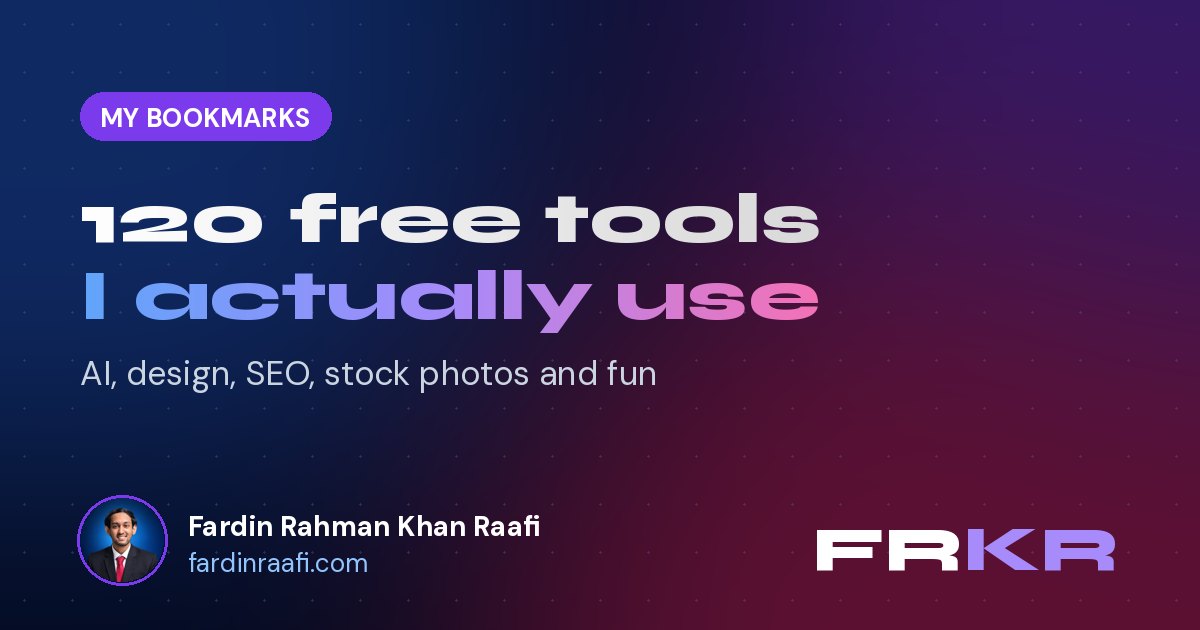 MY BOOKMARKS
120 free tools
I actually use
AI, design, SEO, stock photos and fun
Fardin Rahman Khan Raafi
fardinraafi.com
FRKR